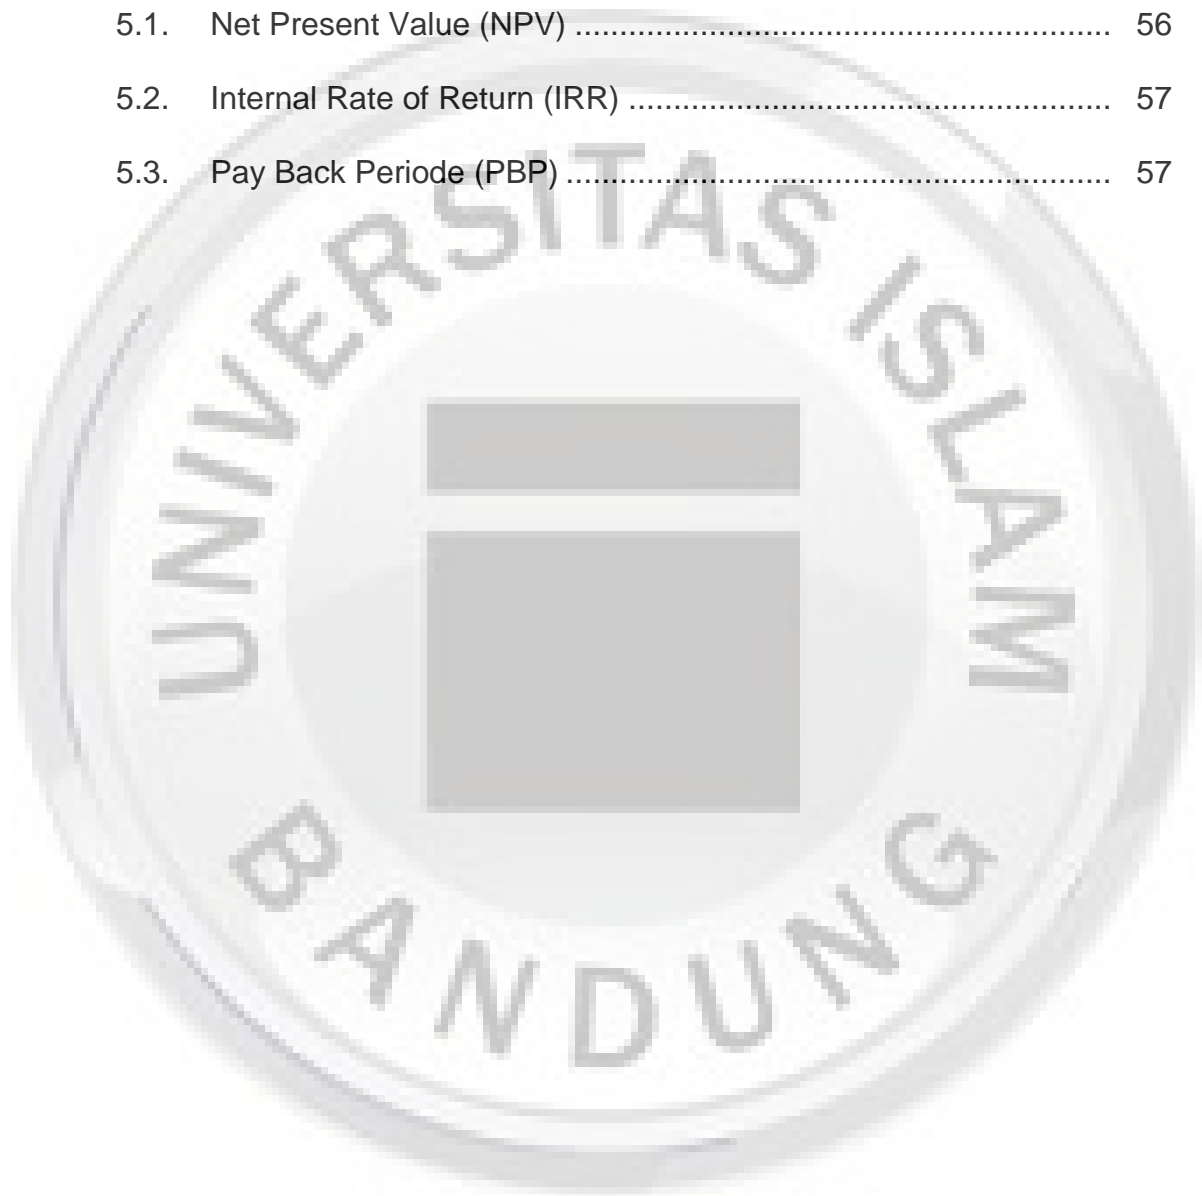 5.1. Net Present Value (NPV) ............................................................. 56
5.2. Internal Rate of Return (IRR) ....................................................... 57
5.3. Pay Back Periode (PBP) .............................................................. 57
UNIVERSITAS ISLAM
BANDUNG